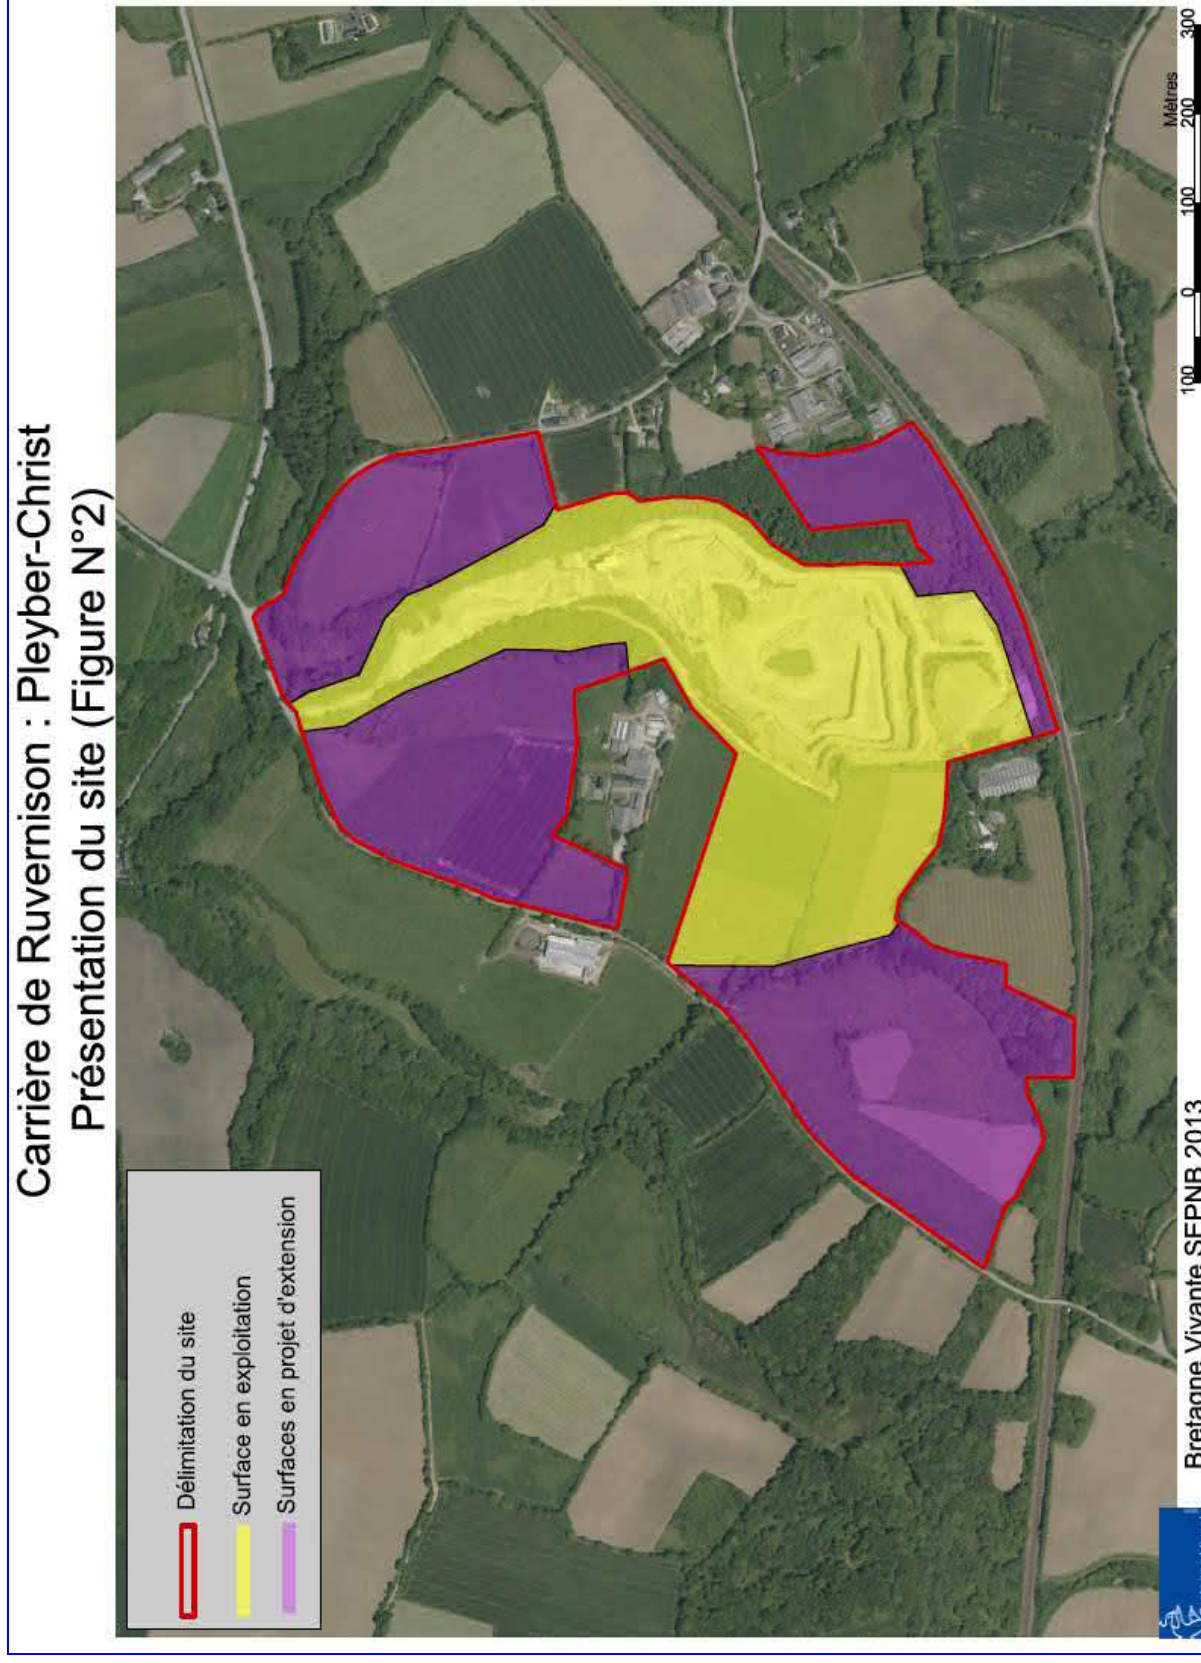 Carrière de Ruvernison : Pleyber-Christ
Présentation du site (Figure N°2)
Délimitation du site
Surface en exploitation
Surfaces en projet d'extension
Bretagne Vivante SEPNB 2013
100 0 100 200 300
Mètres